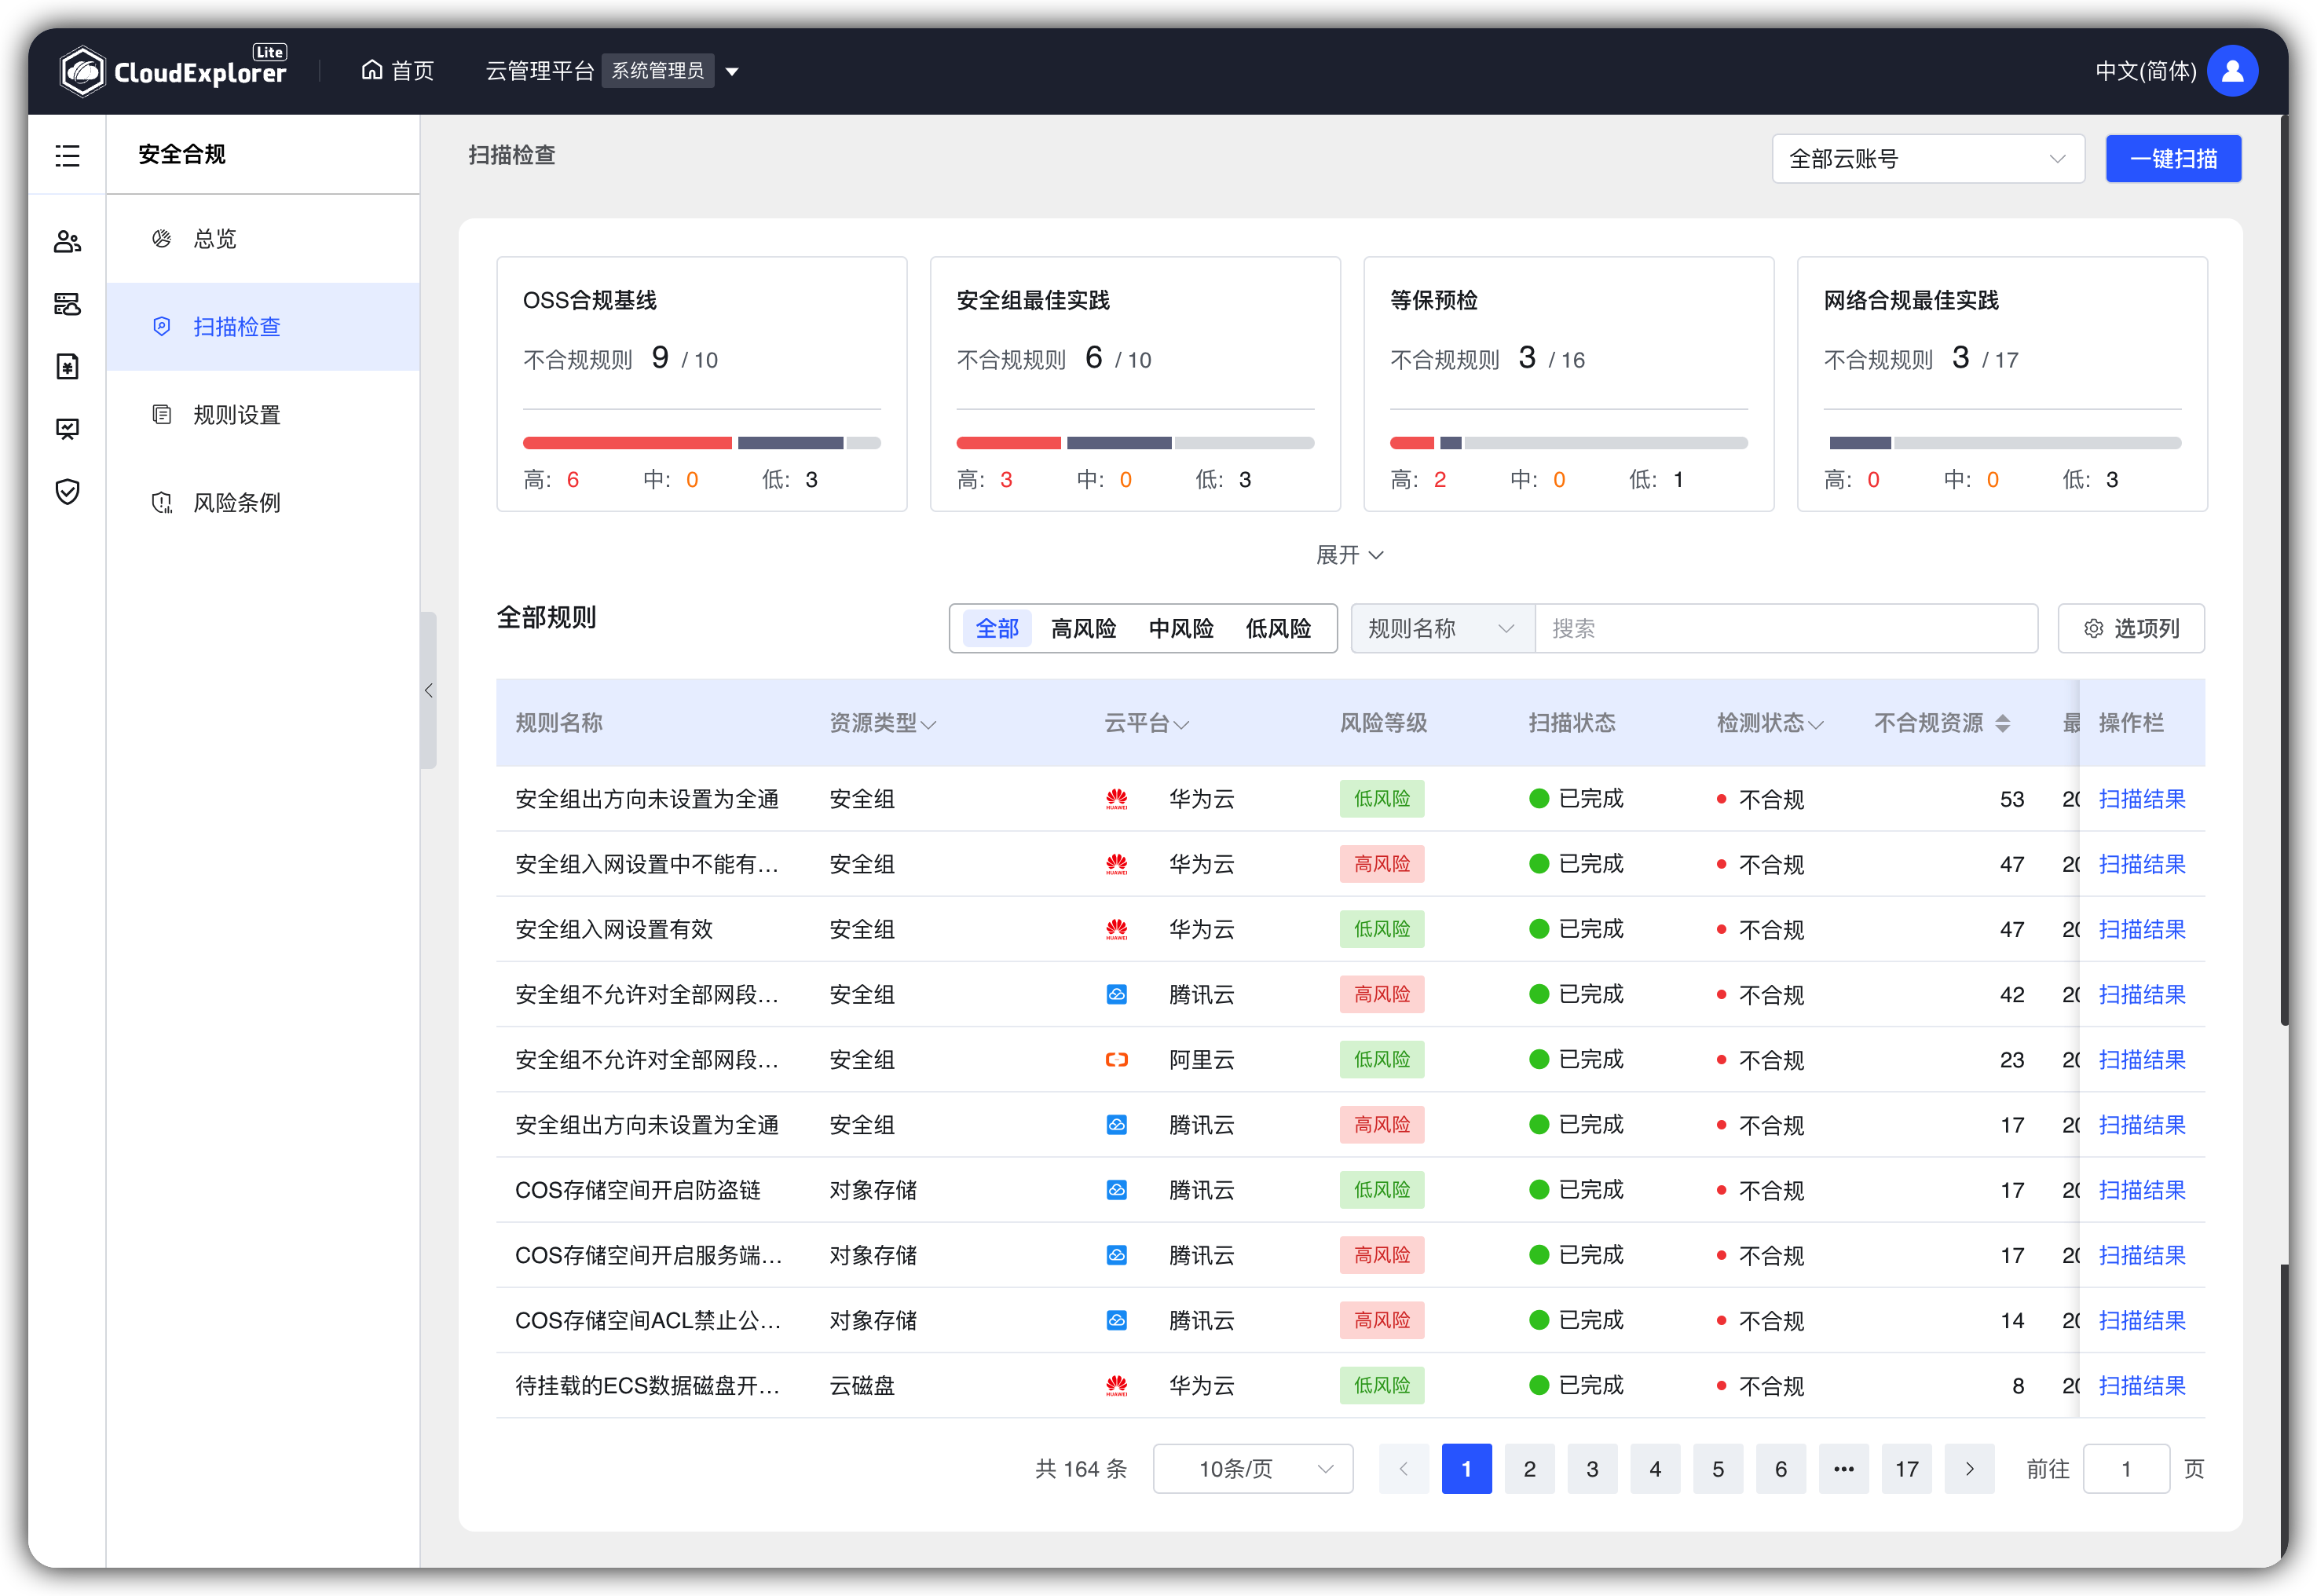 CloudExplorer Lite
首页
云管理平台 系统管理员
中文(简体)
安全合规
总览
扫描检查
规则设置
风险条例
扫描检查
全部云账号
一键扫描
OSS合规基线
不合规规则 9 / 10
高: 6 中: 0 低: 3
安全组最佳实践
不合规规则 6 / 10
高: 3 中: 0 低: 3
等保预检
不合规规则 3 / 16
高: 2 中: 0 低: 1
网络合规最佳实践
不合规规则 3 / 17
高: 0 中: 0 低: 3
展开
全部规则
全部 高风险 中风险 低风险
规则名称 搜索
选项列
规则名称 资源类型 云平台 风险等级 扫描状态 检测状态 不合规资源 最 操作栏
安全组出方向未设置为全通 安全组 HUAWEI 华为云 低风险 已完成 不合规 53 20 扫描结果
安全组入网设置中不能有... 安全组 HUAWEI 华为云 高风险 已完成 不合规 47 20 扫描结果
安全组入网设置有效 安全组 HUAWEI 华为云 低风险 已完成 不合规 47 20 扫描结果
安全组不允许对全部网段... 安全组 腾讯云 高风险 已完成 不合规 42 20 扫描结果
安全组不允许对全部网段... 安全组 阿里云 低风险 已完成 不合规 23 20 扫描结果
安全组出方向未设置为全通 安全组 腾讯云 高风险 已完成 不合规 17 20 扫描结果
COS存储空间开启防盗链 对象存储 腾讯云 低风险 已完成 不合规 17 20 扫描结果
COS存储空间开启服务端... 对象存储 腾讯云 高风险 已完成 不合规 17 20 扫描结果
COS存储空间ACL禁止公... 对象存储 腾讯云 高风险 已完成 不合规 14 20 扫描结果
待挂载的ECS数据磁盘开... 云磁盘 HUAWEI 华为云 低风险 已完成 不合规 8 20 扫描结果
共 164 条 10条/页 1 2 3 4 5 6 ••• 17 前往 1 页